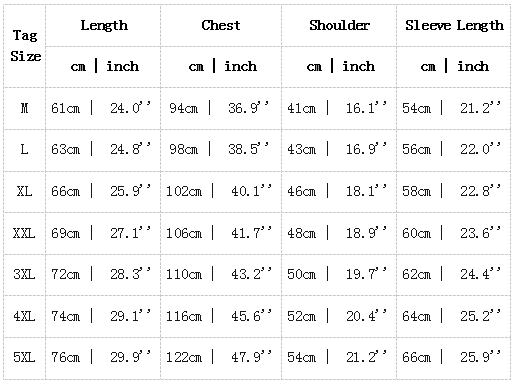 Tag Size Length Chest Shoulder Sleeve Length
cm | inch cm | inch cm | inch cm | inch
M 61cm | 24.0'' 94cm | 36.9'' 41cm | 16.1'' 54cm | 21.2''
L 63cm | 24.8'' 98cm | 38.5'' 43cm | 16.9'' 56cm | 22.0''
XL 66cm | 25.9'' 102cm | 40.1'' 46cm | 18.1'' 58cm | 22.8''
XXL 69cm | 27.1'' 106cm | 41.7'' 48cm | 18.9'' 60cm | 23.6''
3XL 72cm | 28.3'' 110cm | 43.2'' 50cm | 19.7'' 62cm | 24.4''
4XL 74cm | 29.1'' 116cm | 45.6'' 52cm | 20.4'' 64cm | 25.2''
5XL 76cm | 29.9'' 122cm | 47.9'' 54cm | 21.2'' 66cm | 25.9''